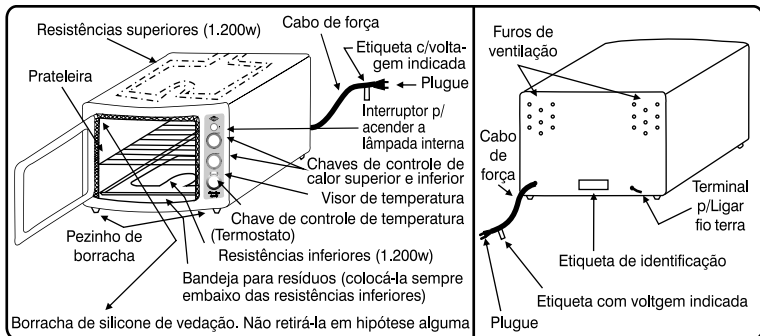 Resistências superiores (1.200w)
Prateleira
Cabo de força
Etiqueta c/volta-
gem indicada
Plugue
Interruptor p/
acender a
lâmpada interna
Chaves de controle de
calor superior e inferior
Visor de temperatura
Chave de controle de temperatura
(Termostato)
Resistências inferiores (1.200w)
Pezinho de
borracha
Bandeja para resíduos (colocá-la sempre
embaixo das resistências inferiores)
Borracha de silicone de vedação. Não retirá-la em hipótese alguma
Furos de
ventilação
Cabo
de
força
Terminal
p/Ligar
fio terra
Etiqueta de identificação
Etiqueta com voltgem indicada
Plugue